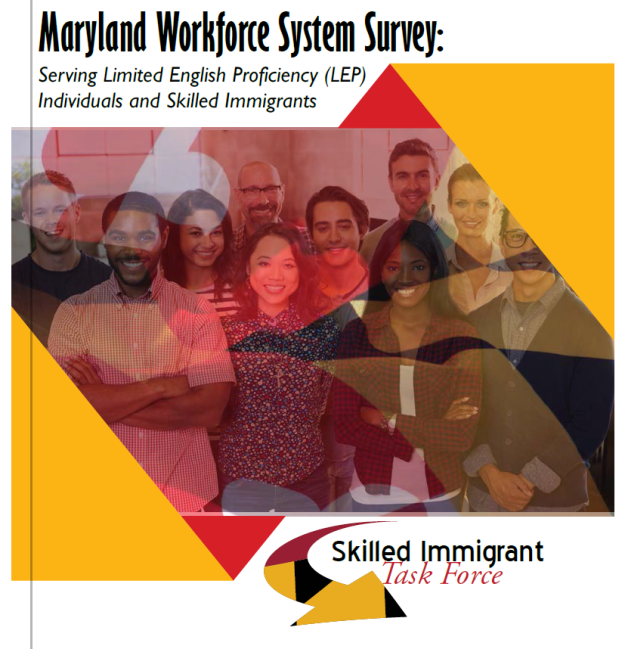 Maryland Workforce System Survey:
Serving Limited English Proficiency (LEP)
Individuals and Skilled Immigrants
Skilled Immigrant
Task Force